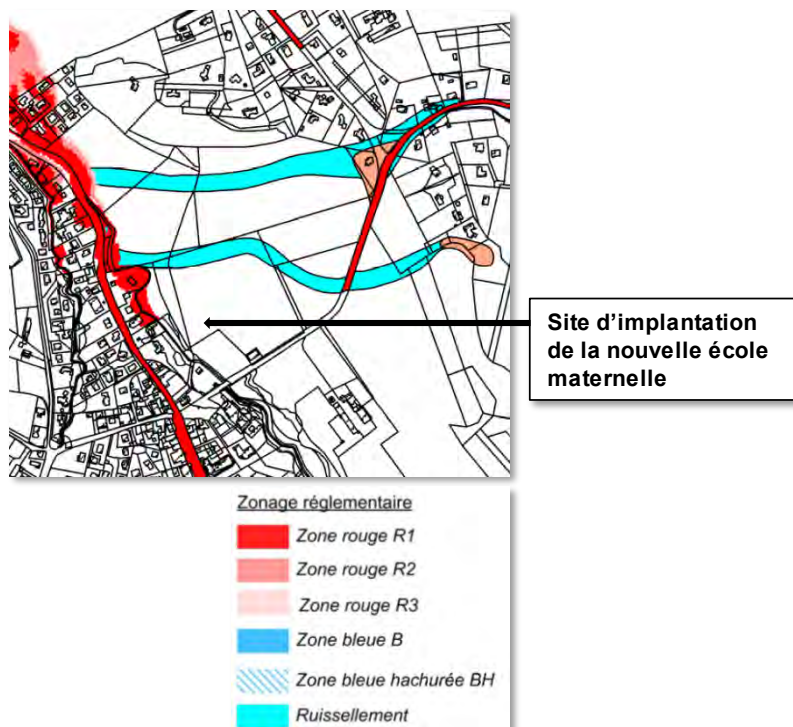 Site d'implantation
de la nouvelle école
maternelle
Zonage réglementaire
Zone rouge R1
Zone rouge R2
Zone rouge R3
Zone bleue B
Zone bleue hachurée BH
Ruissellement